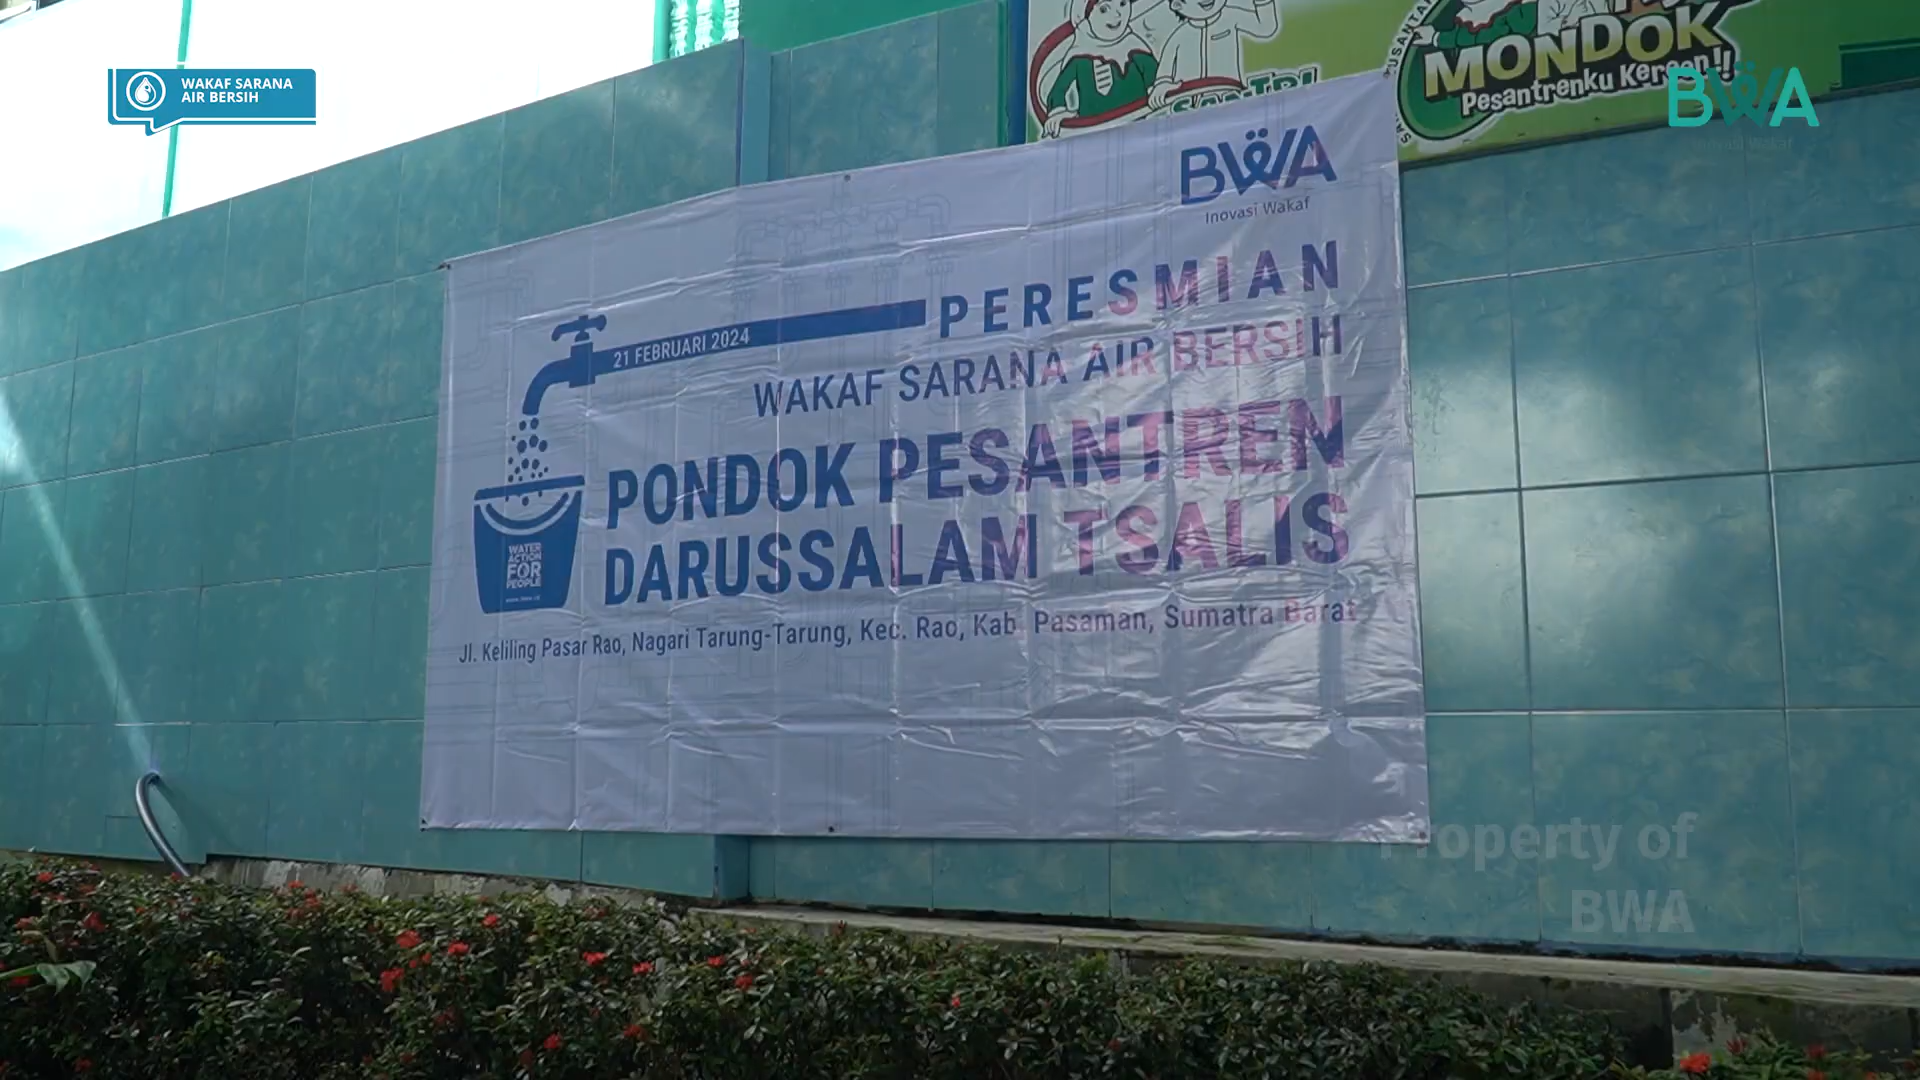 WAKAF SARANA
AIR BERSIH
MONDOK
Pesantrenku Keren!!
SANTRI
BWA
BWA
Inovasi Wakaf
PERESMIAN
21 FEBRUARI 2024
WAKAF SARANA AIR BERSIH
PONDOK PESANTREN
DARUSSALAM TSALIS
WATER
ACTION
FOR
PEOPLE
Jl. Keliling Pasar Rao, Nagari Tarung-Tarung, Kec. Rao, Kab. Pasaman, Sumatra Barat
Property of
BWA